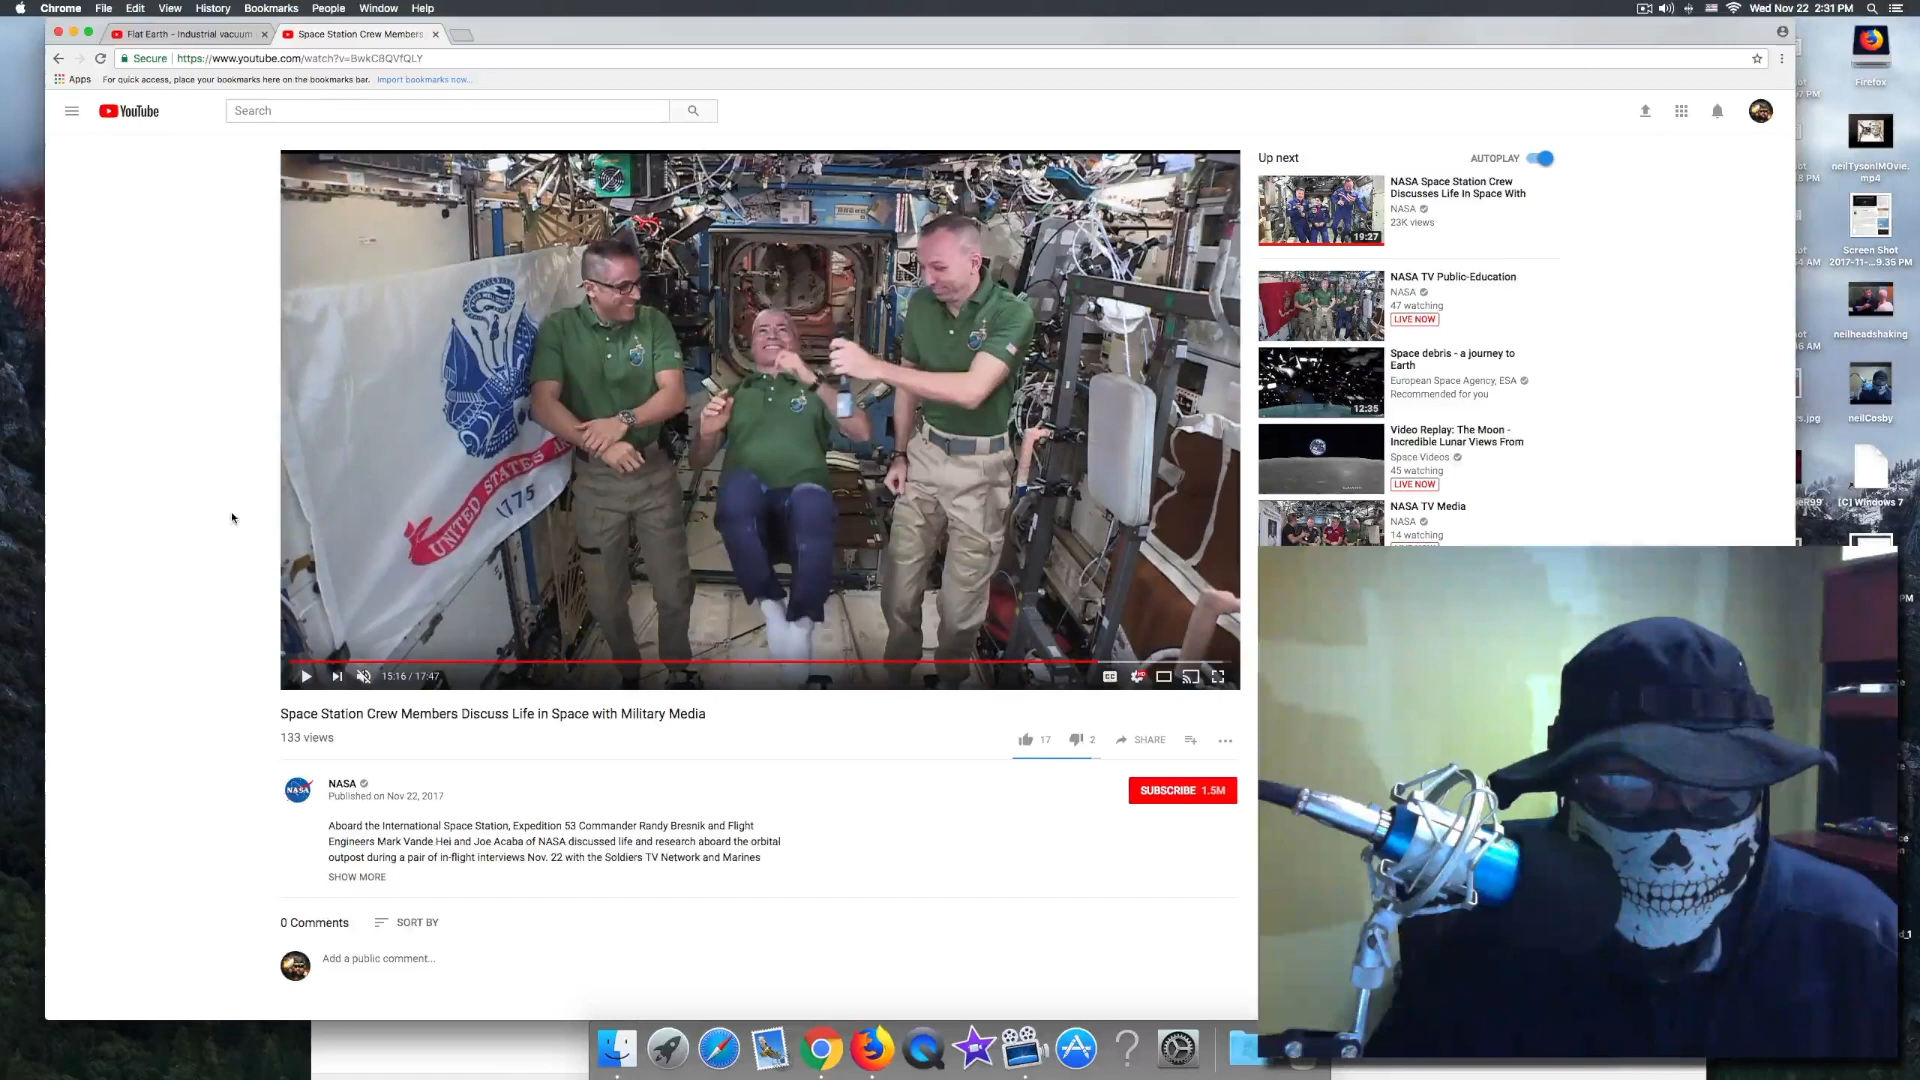 Chrome File Edit View History Bookmarks People Window Help
Wed Nov 22 2:31 PM
Flat Earth - Industrial vacuum
Space Station Crew Members
Secure https://www.youtube.com/watch?v=BwkC8QVfQLY
Apps For quick access, place your bookmarks here on the bookmarks bar. Import bookmarks now...
YouTube
Search
Up next
AUTOPLAY
NASA Space Station Crew
Discusses Life In Space With
NASA
23K views
19:27
NASA TV Public-Education
NASA
47 watching
LIVE NOW
Space debris - a journey to
Earth
European Space Agency, ESA
Recommended for you
12:35
Video Replay: The Moon -
Incredible Lunar Views From
Space Videos
45 watching
LIVE NOW
NASA TV Media
NASA
14 watching
UNITED STATES
1775
15:16 / 17:47
CC
HD
Space Station Crew Members Discuss Life in Space with Military Media
133 views
17
2
SHARE
NASA
NASA
Published on Nov 22, 2017
SUBSCRIBE 1.5M
Aboard the International Space Station, Expedition 53 Commander Randy Bresnik and Flight
Engineers Mark Vande Hei and Joe Acaba of NASA discussed life and research aboard the orbital
outpost during a pair of in-flight interviews Nov. 22 with the Soldiers TV Network and Marines
SHOW MORE
0 Comments
SORT BY
Add a public comment...
Firefox
neilTysonIMOvie.
mp4
Screen Shot
2017-11-...9.35 PM
neilheadshaking
neilCosby
[C] Windows 7